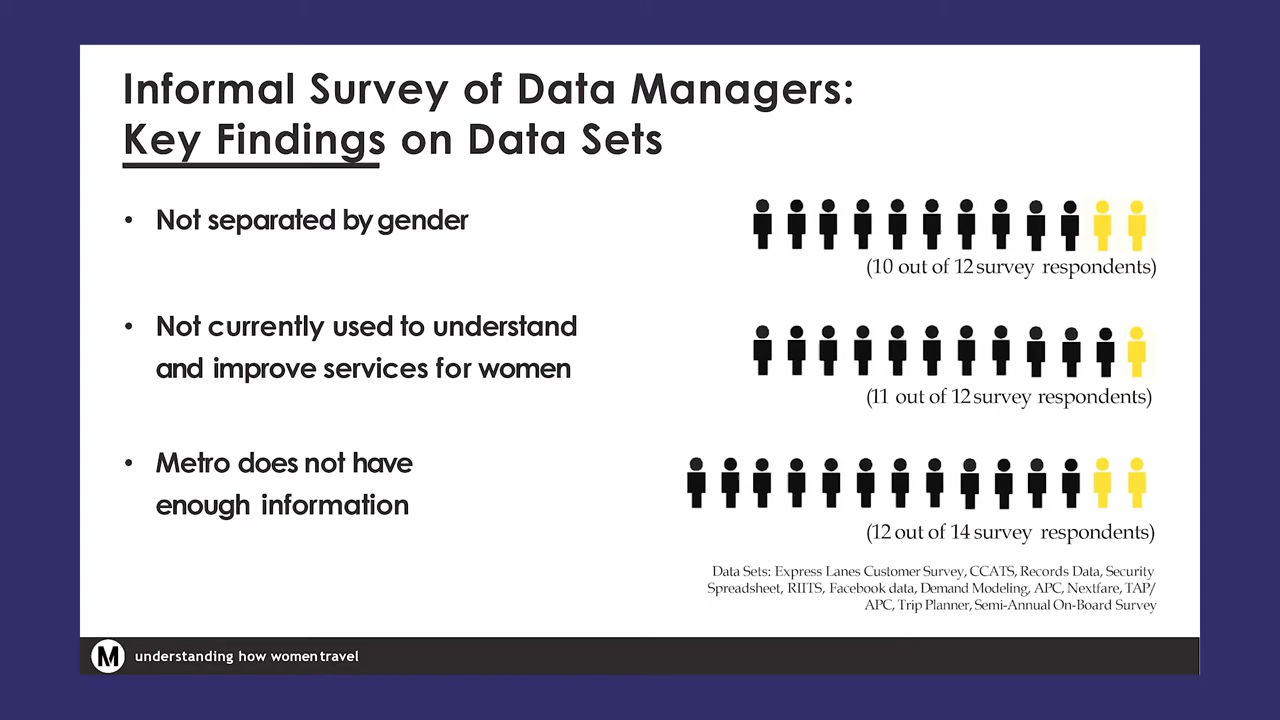 Informal Survey of Data Managers:
Key Findings on Data Sets
• Not separated by gender
(10 out of 12 survey respondents)
• Not currently used to understand
and improve services for women
(11 out of 12 survey respondents)
• Metro does not have
enough information
(12 out of 14 survey respondents)
Data Sets: Express Lanes Customer Survey, CCATS, Records Data, Security
Spreadsheet, RIITS, Facebook data, Demand Modeling, APC, Nextfare, TAP/
APC, Trip Planner, Semi-Annual On-Board Survey
M understanding how women travel